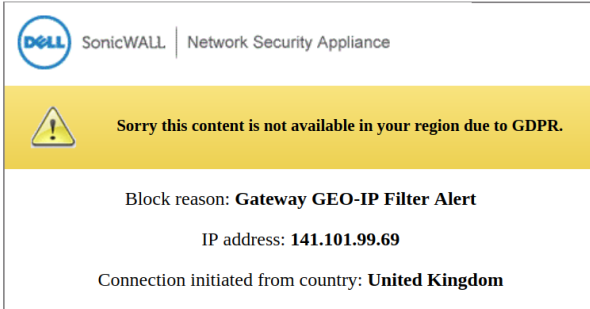 DELL SonicWALL | Network Security Appliance
Sorry this content is not available in your region due to GDPR.
Block reason: Gateway GEO-IP Filter Alert
IP address: 141.101.99.69
Connection initiated from country: United Kingdom